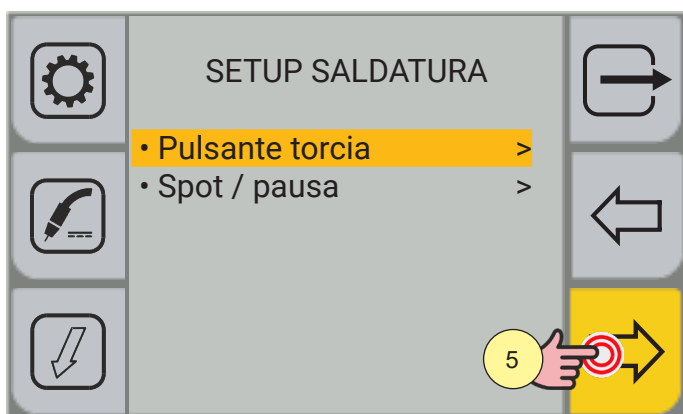 SETUP SALDATURA
• Pulsante torcia >
• Spot / pausa >
5